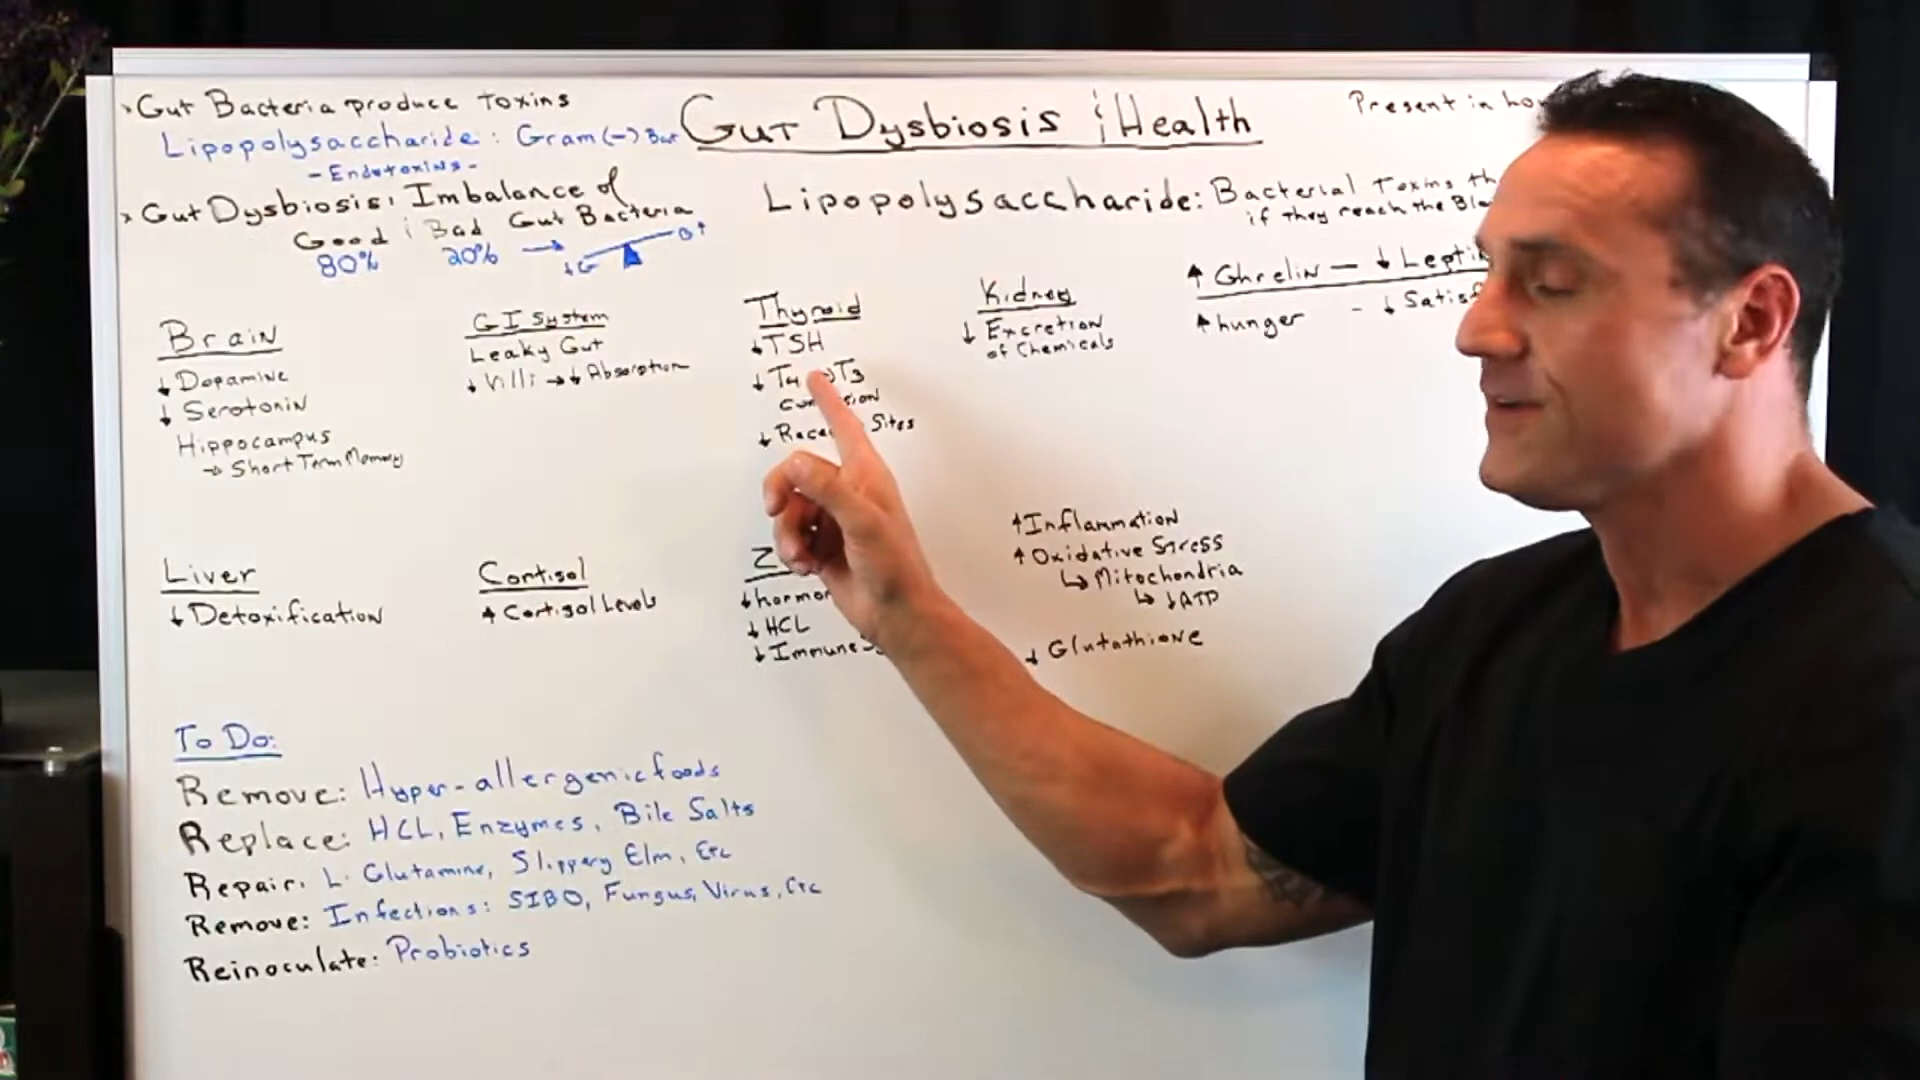 > Gut Bacteria produce Toxins
Lipopolysaccharide: Gram(-) Bac
- Endotoxins -
> Gut Dysbiosis: Imbalance of
Good & Bad Gut Bacteria
80% 20% → ↓G B↑
Gut Dysbiosis & Health
Present in
Lipopolysaccharide: Bacterial Toxins
if they reach the
Brain
↓ Dopamine
↓ Serotonin
Hippocampus
→ Short Term Memory
GI System
Leaky Gut
↓ Villi → ↓ Absorption
Thyroid
↓ TSH
↓ T4 → T3
↓ Sites
Kidney
↓ Excretion
of Chemicals
↑ Ghrelin — ↓
↑ hunger - ↓
Liver
↓ Detoxification
Cortisol
↑ Cortisol Levels
↓
↓ HCL
↓ Immune
↑ Inflammation
↑ Oxidative Stress
↳ Mitochondria
↳ ↓ ATP
↓ Glutathione
To Do:
Remove: Hyper-allergenic foods
Replace: HCL, Enzymes, Bile Salts
Repair: L. Glutamine, Slippery Elm, Etc
Remove: Infections: SIBO, Fungus, Virus, Etc
Reinoculate: Probiotics